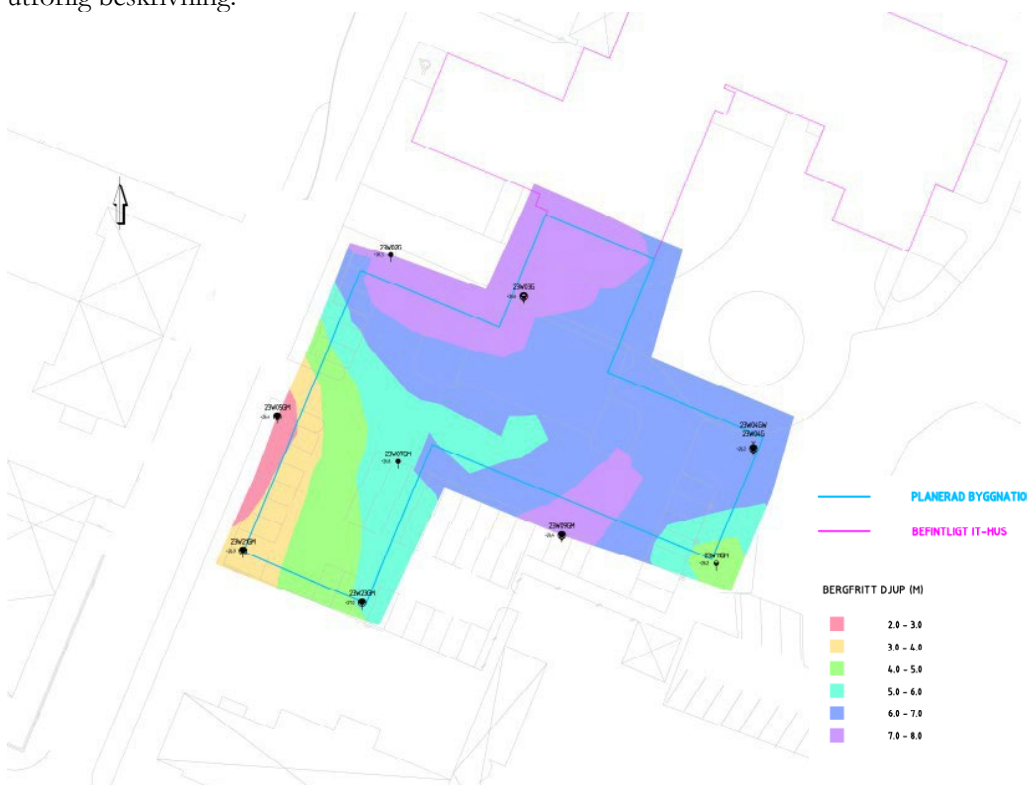 utförlig beskrivning.
23W02G
23W03G
23W05GM
23W04GW
23W04G
23W07GM
23W09GM
23W21GM
23W11GM
23W23GM
PLANERAD BYGGNATIO
BEFINTLIGT IT-HUS
BERGFRITT DJUP (M)
2.0 - 3.0
3.0 - 4.0
4.0 - 5.0
5.0 - 6.0
6.0 - 7.0
7.0 - 8.0